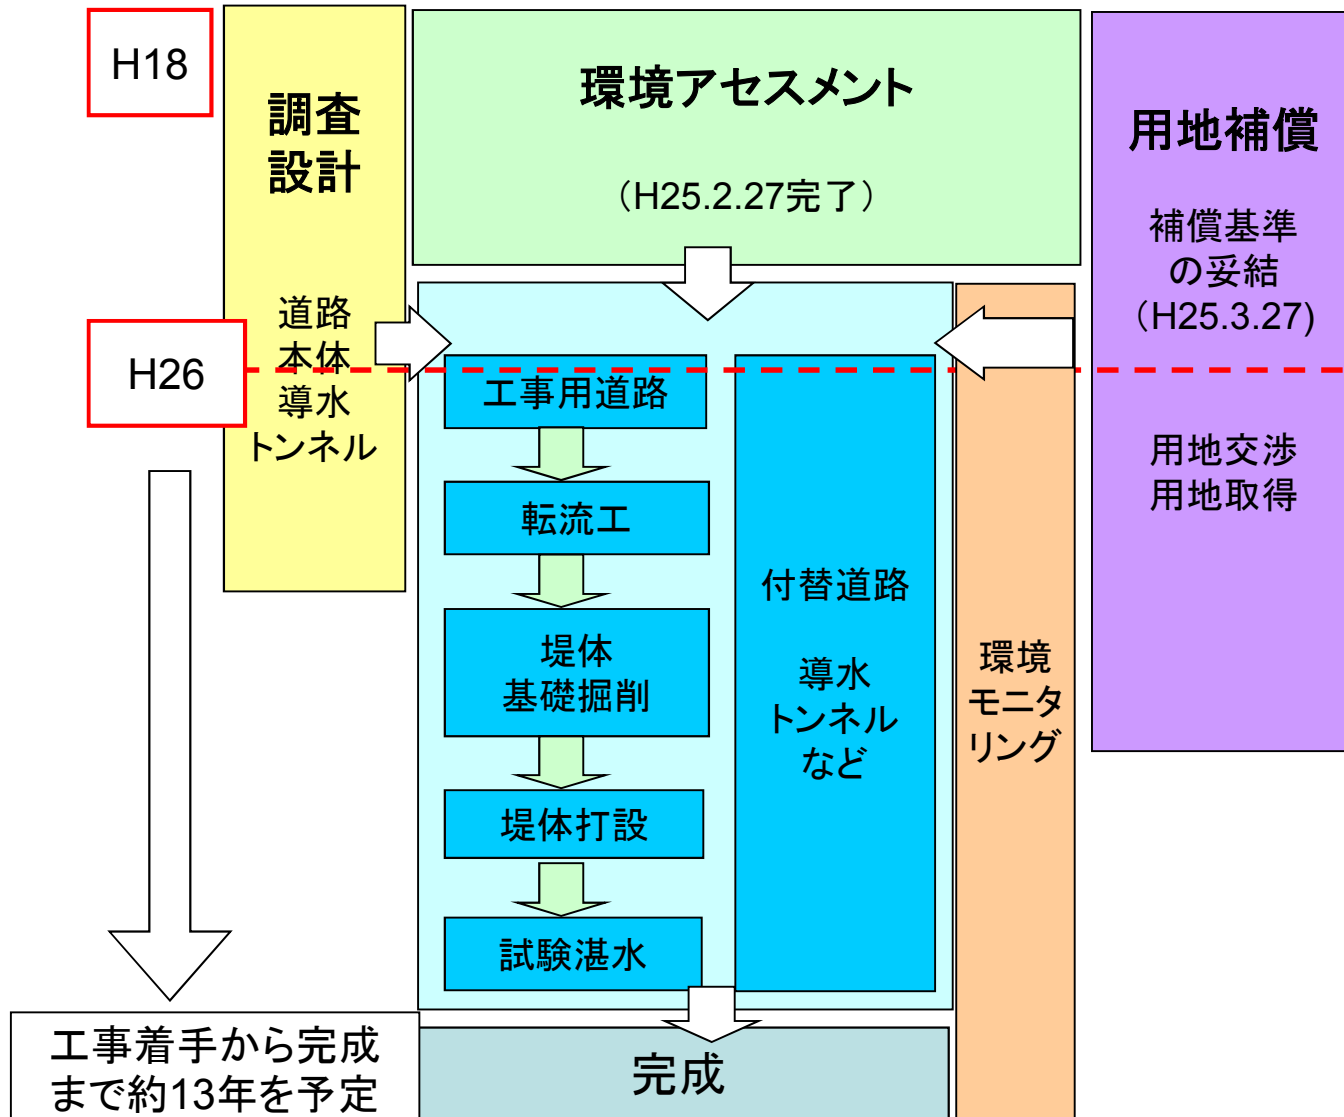 H18
調査
設計
道路
本体
導水
トンネル
環境アセスメント
（H25.2.27完了）
用地補償
補償基準
の妥結
（H25.3.27)
用地交渉
用地取得
H26
工事用道路
転流工
堤体
基礎掘削
堤体打設
試験湛水
付替道路
導水
トンネル
など
環境
モニタ
リング
工事着手から完成
まで約13年を予定
完成